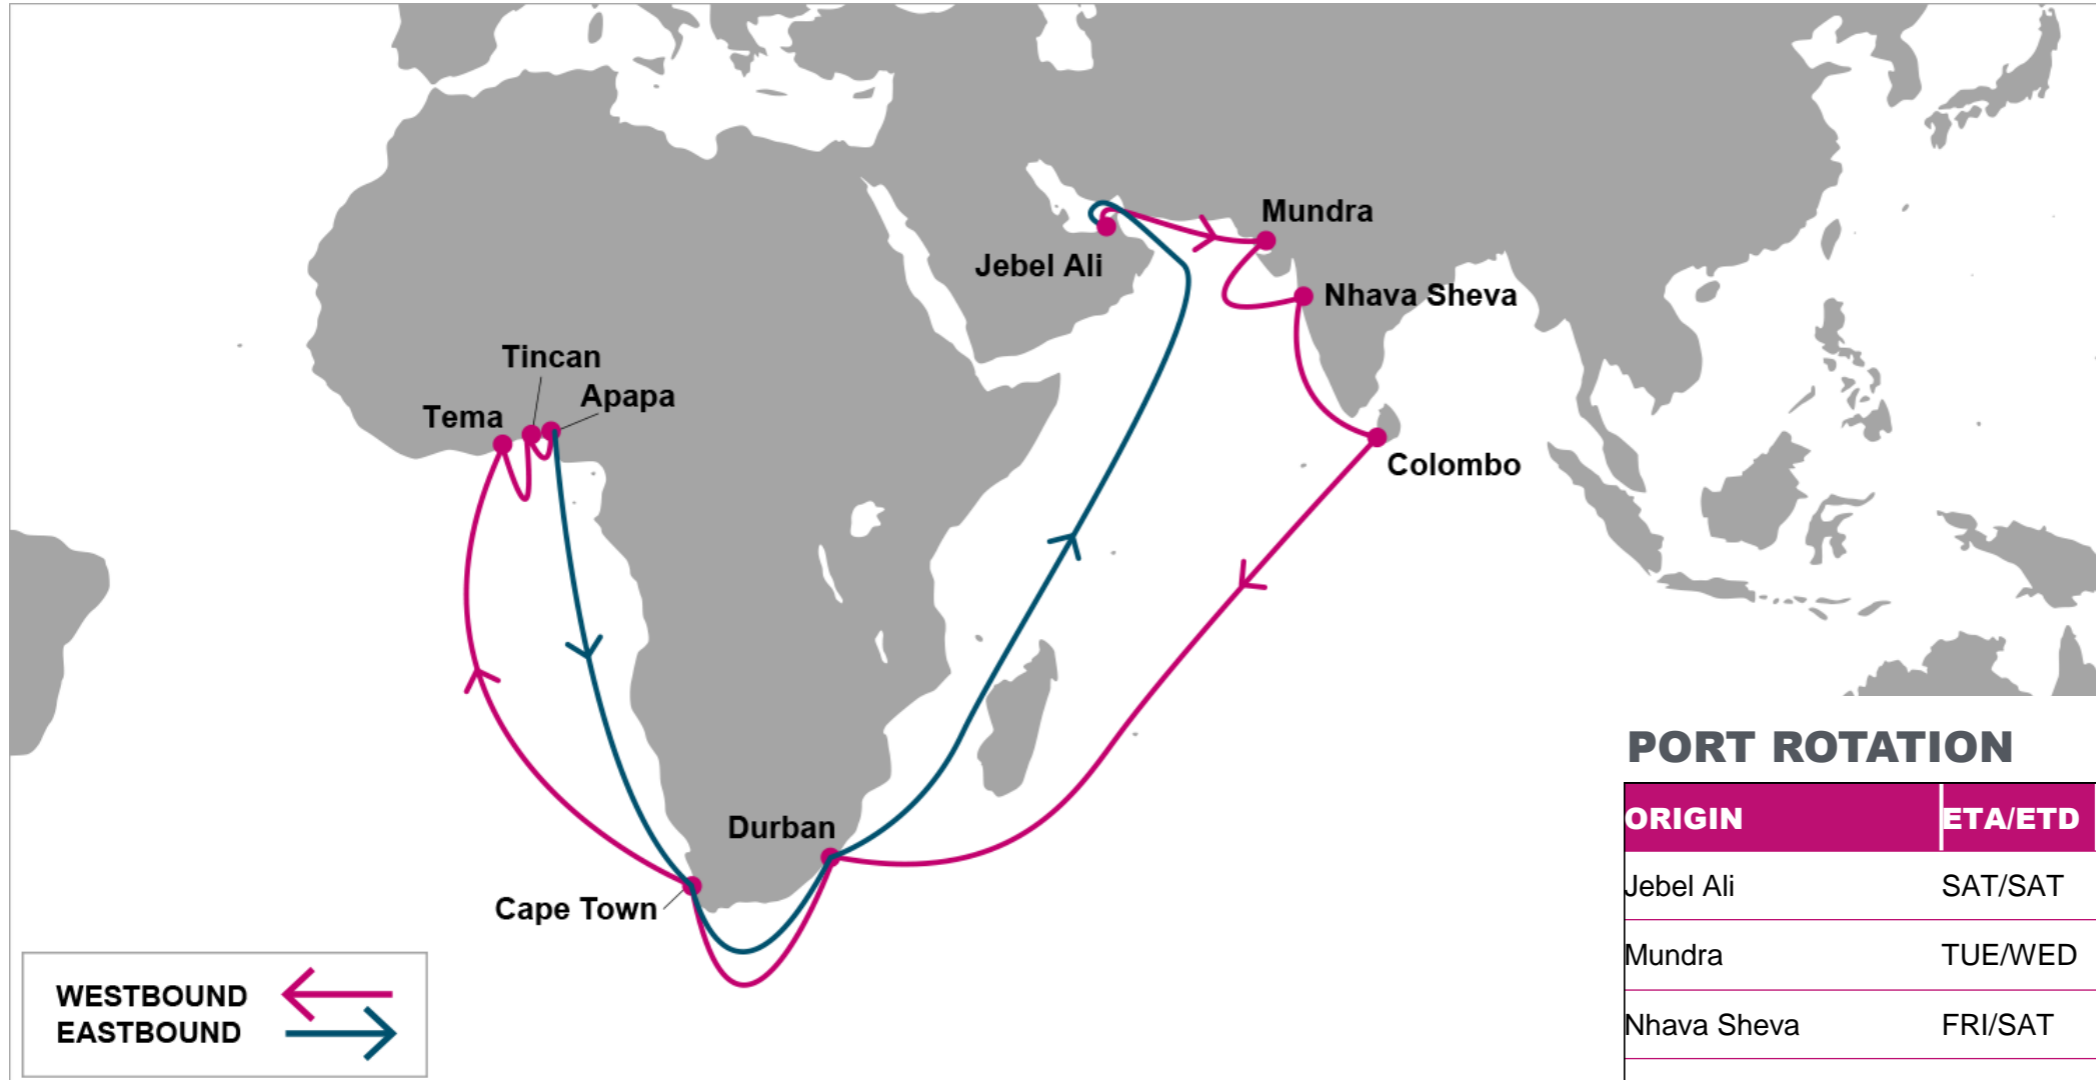 Mundra
Jebel Ali
Nhava Sheva
Tincan
Apapa
Tema
Colombo
Durban
Cape Town
WESTBOUND
EASTBOUND
PORT ROTATION
ORIGIN ETA/ETD
Jebel Ali SAT/SAT
Mundra TUE/WED
Nhava Sheva FRI/SAT